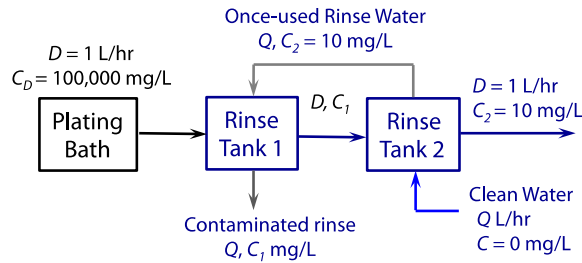 Once-used Rinse Water
Q, C₂ = 10 mg/L
D = 1 L/hr
C_D = 100,000 mg/L
Plating
Bath
Rinse
Tank 1
D, C₁
Rinse
Tank 2
D = 1 L/hr
C₂ = 10 mg/L
Contaminated rinse
Q, C₁ mg/L
Clean Water
Q L/hr
C = 0 mg/L